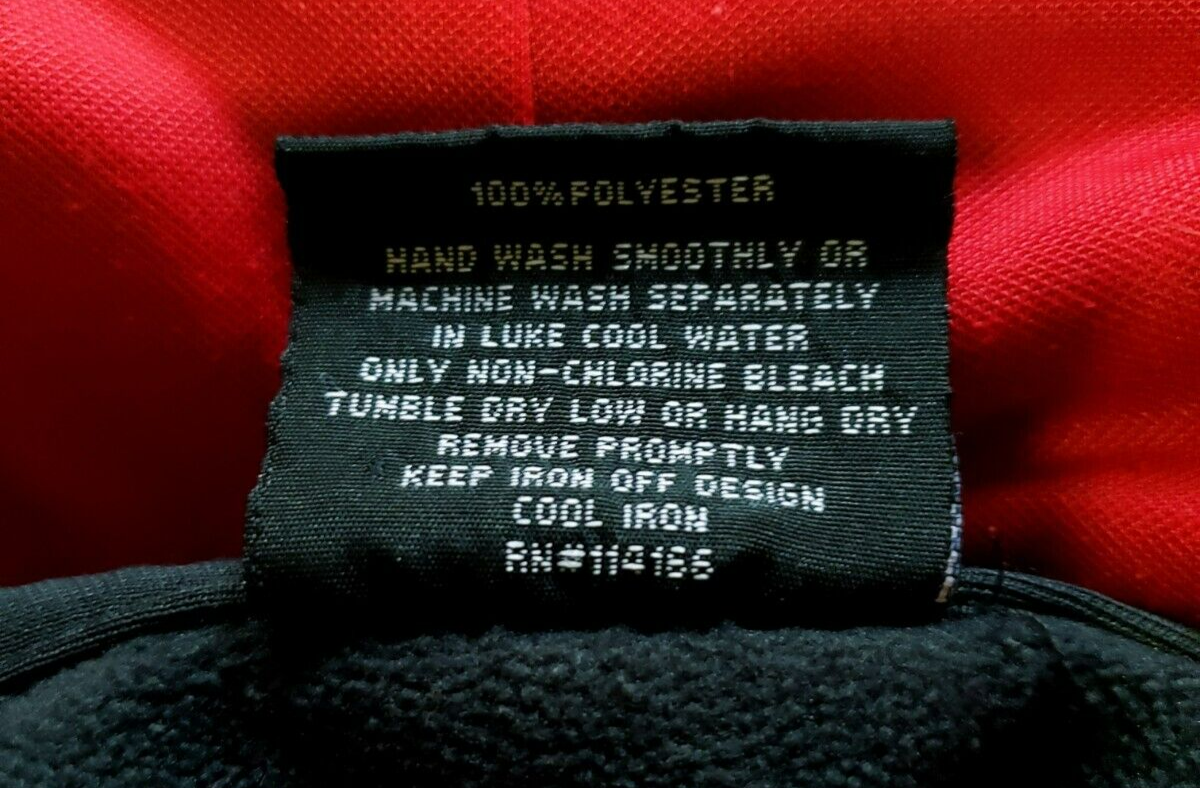 100% POLYESTER
HAND WASH SMOOTHLY OR
MACHINE WASH SEPARATELY
IN LUKE COOL WATER
ONLY NON-CHLORINE BLEACH
TUMBLE DRY LOW OR HANG DRY
REMOVE PROMPTLY
KEEP IRON OFF DESIGN
COOL IRON
RN#114166